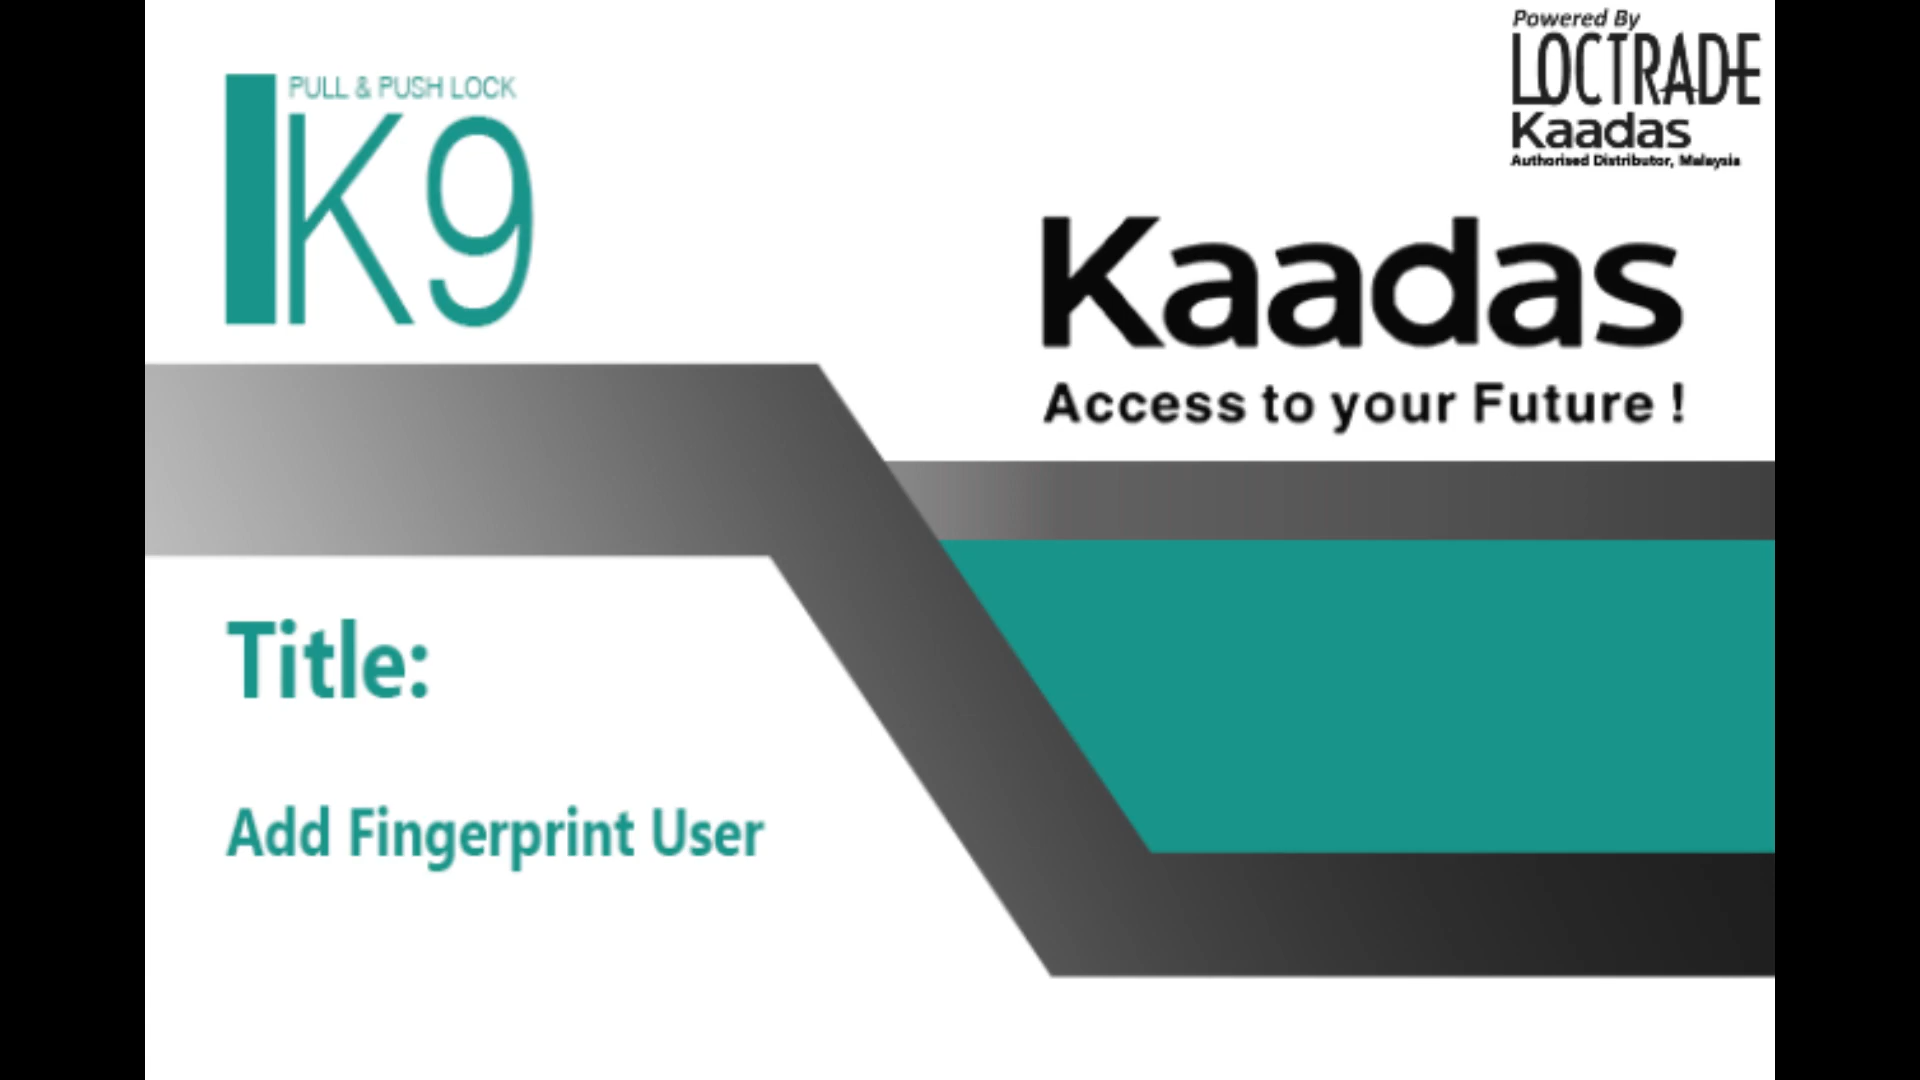 Powered By
LOCTRADE
Kaadas
Authorised Distributor, Malaysia
PULL & PUSH LOCK
K9
Kaadas
Access to your Future !
Title:
Add Fingerprint User